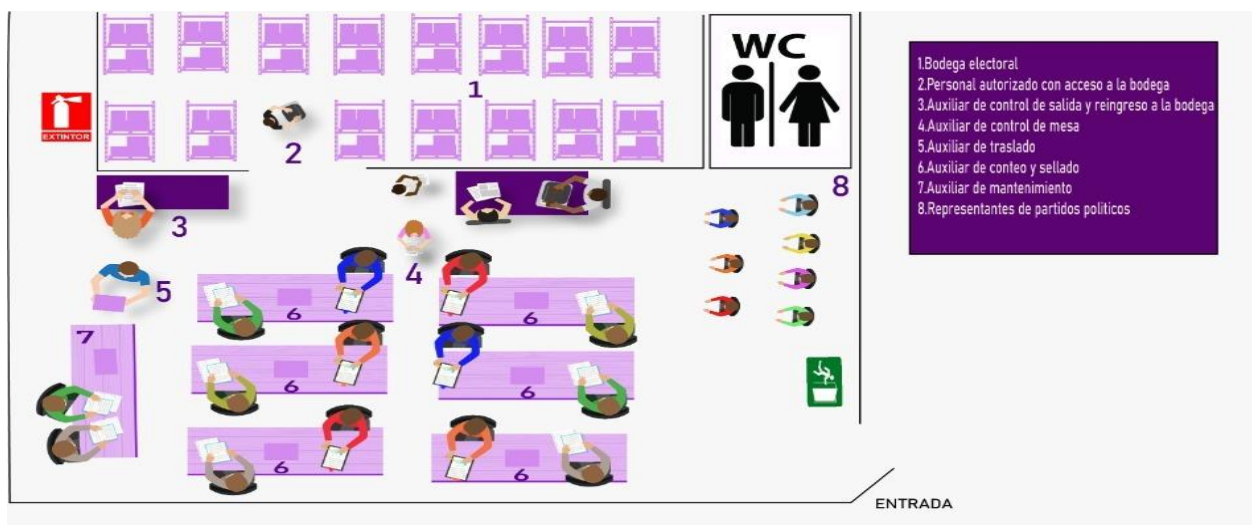 WC
1
EXTINTOR
2
8
3
4
5
6
6
7
6
6
6
6
ENTRADA
1.Bodega electoral
2.Personal autorizado con acceso a la bodega
3.Auxiliar de control de salida y reingreso a la bodega
4.Auxiliar de control de mesa
5.Auxiliar de traslado
6.Auxiliar de conteo y sellado
7.Auxiliar de mantenimiento
8.Representantes de partidos políticos